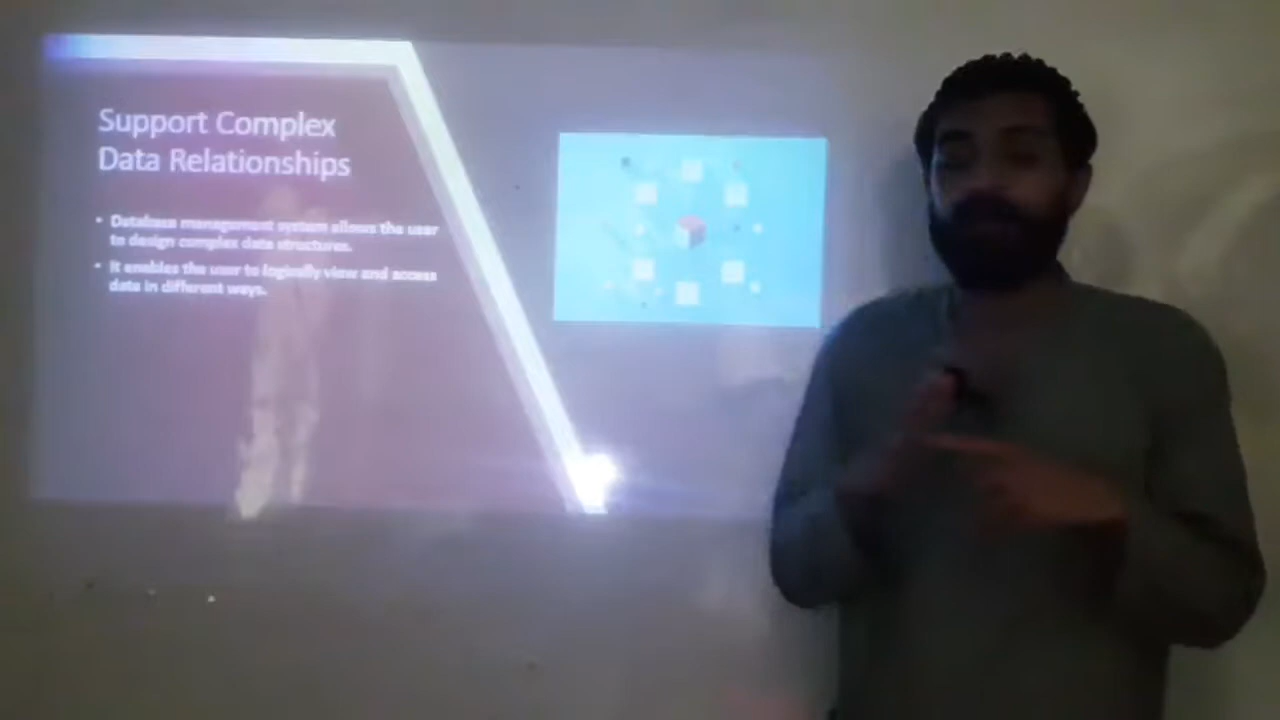 Support Complex
Data Relationships
• Database management system allows the user
to design complex data structures.
• It enables the user to logically view and access
data in different ways.